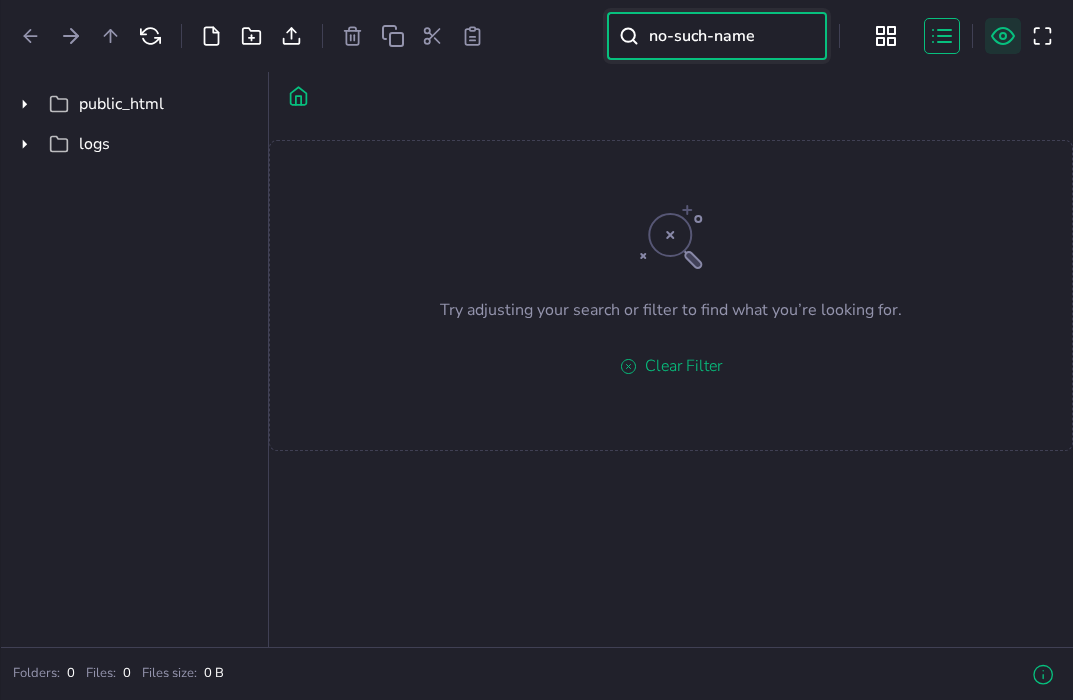 no-such-name
public_html
logs
Try adjusting your search or filter to find what you're looking for.
Clear Filter
Folders: 0 Files: 0 Files size: 0 B